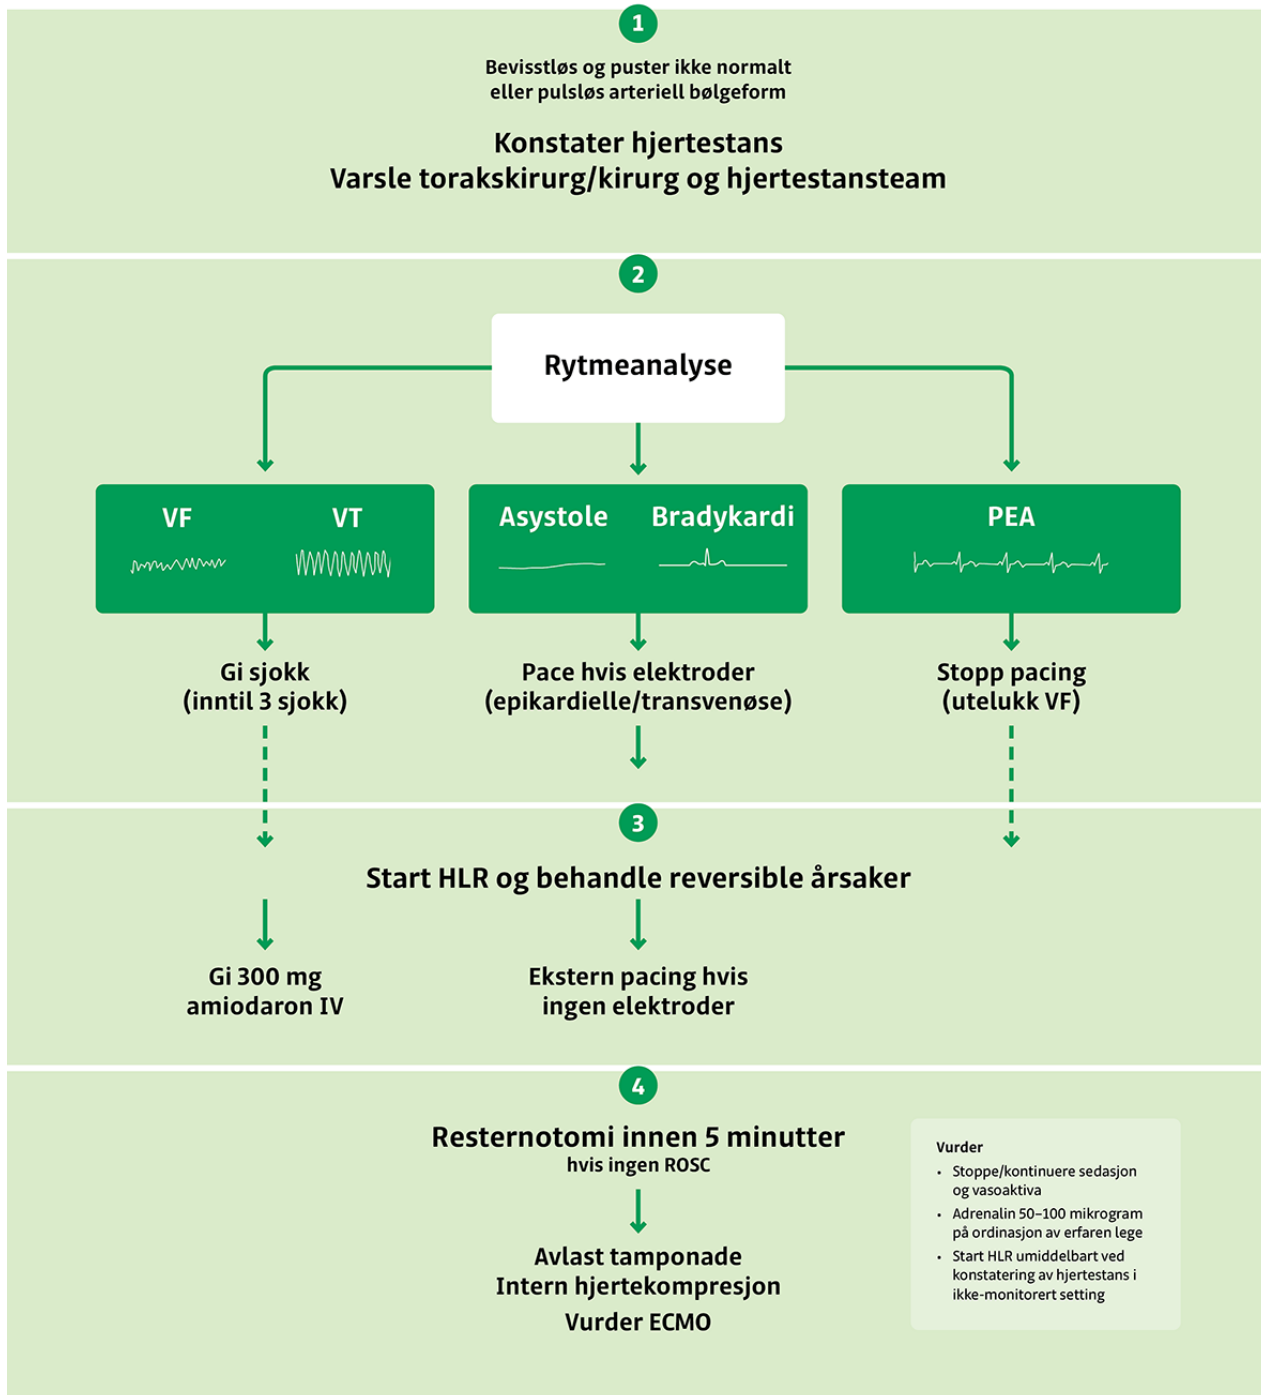 1
Bevisstløs og puster ikke normalt
eller pulsløs arteriell bølgeform
Konstater hjertestans
Varsle torakskirurg/kirurg og hjertestansteam
2
Rytmeanalyse
VF VT
Asystole Bradykardi
PEA
Gi sjokk
(inntil 3 sjokk)
Pace hvis elektroder
(epikardielle/transvenøse)
Stopp pacing
(utelukk VF)
3
Start HLR og behandle reversible årsaker
Gi 300 mg
amiodaron IV
Ekstern pacing hvis
ingen elektroder
4
Resternotomi innen 5 minutter
hvis ingen ROSC
Avlast tamponade
Intern hjertekompresjon
Vurder ECMO
Vurder
• Stoppe/kontinuere sedasjon
og vasoaktiva
• Adrenalin 50–100 mikrogram
på ordinasjon av erfaren lege
• Start HLR umiddelbart ved
konstatering av hjertestans i
ikke-monitorert setting